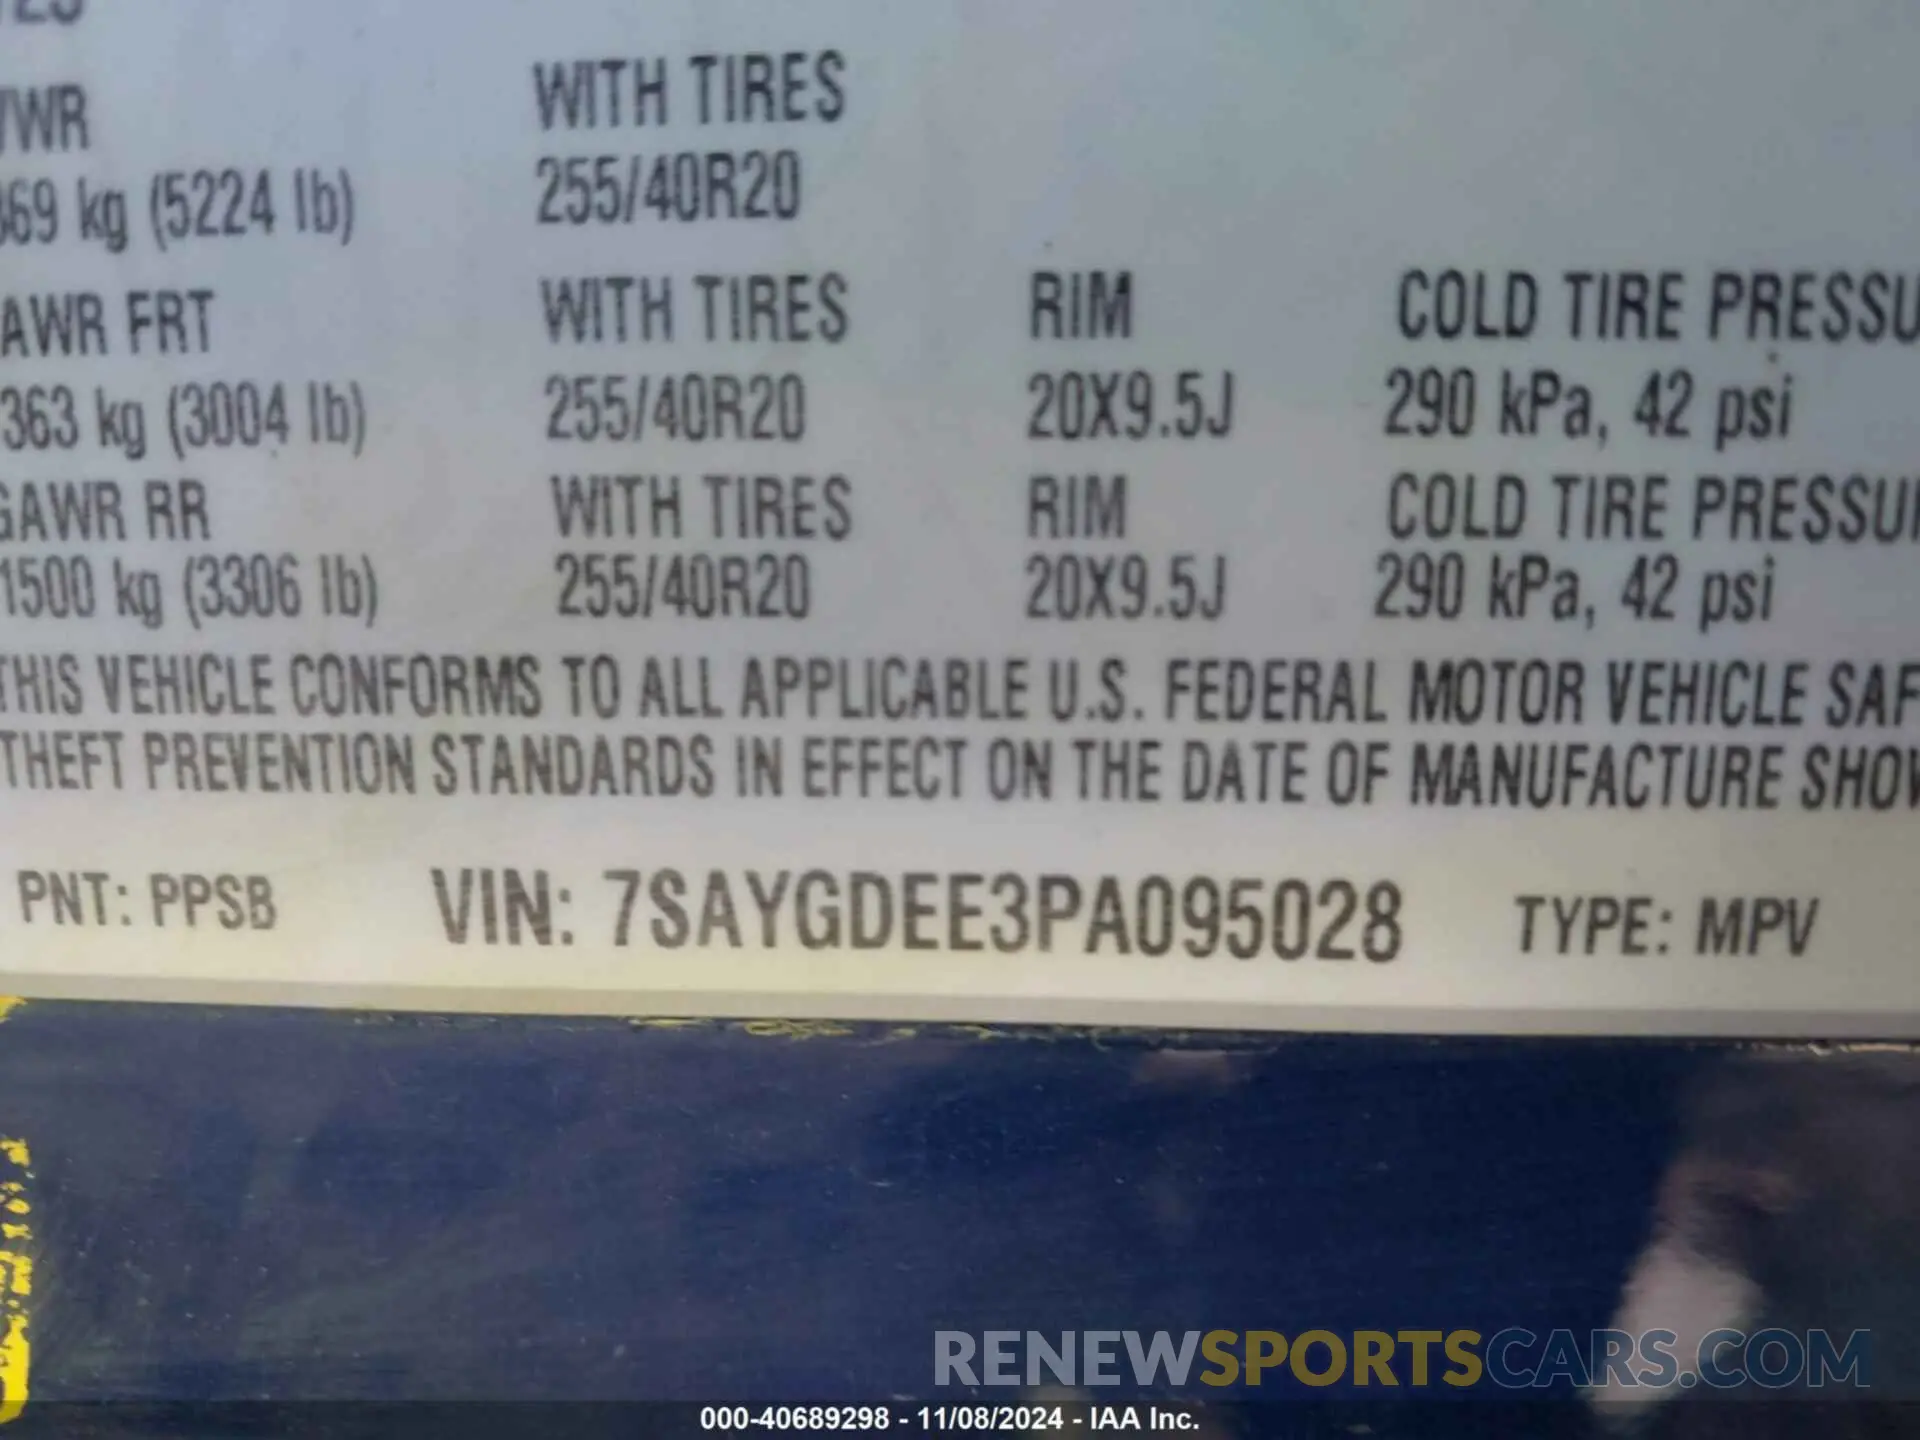 WITH TIRES
WR
69 kg (5224 lb) 255/40R20
AWR FRT WITH TIRES RIM COLD TIRE PRESSU
363 kg (3004 lb) 255/40R20 20X9.5J 290 kPa, 42 psi
GAWR RR WITH TIRES RIM COLD TIRE PRESSU
1500 kg (3306 lb) 255/40R20 20X9.5J 290 kPa, 42 psi
THIS VEHICLE CONFORMS TO ALL APPLICABLE U.S. FEDERAL MOTOR VEHICLE SAF
THEFT PREVENTION STANDARDS IN EFFECT ON THE DATE OF MANUFACTURE SHOW
PNT: PPSB VIN: 7SAYGDEE3PA095028 TYPE: MPV
RENEWSPORTSCARS.COM
000-40689298 - 11/08/2024 - IAA Inc.